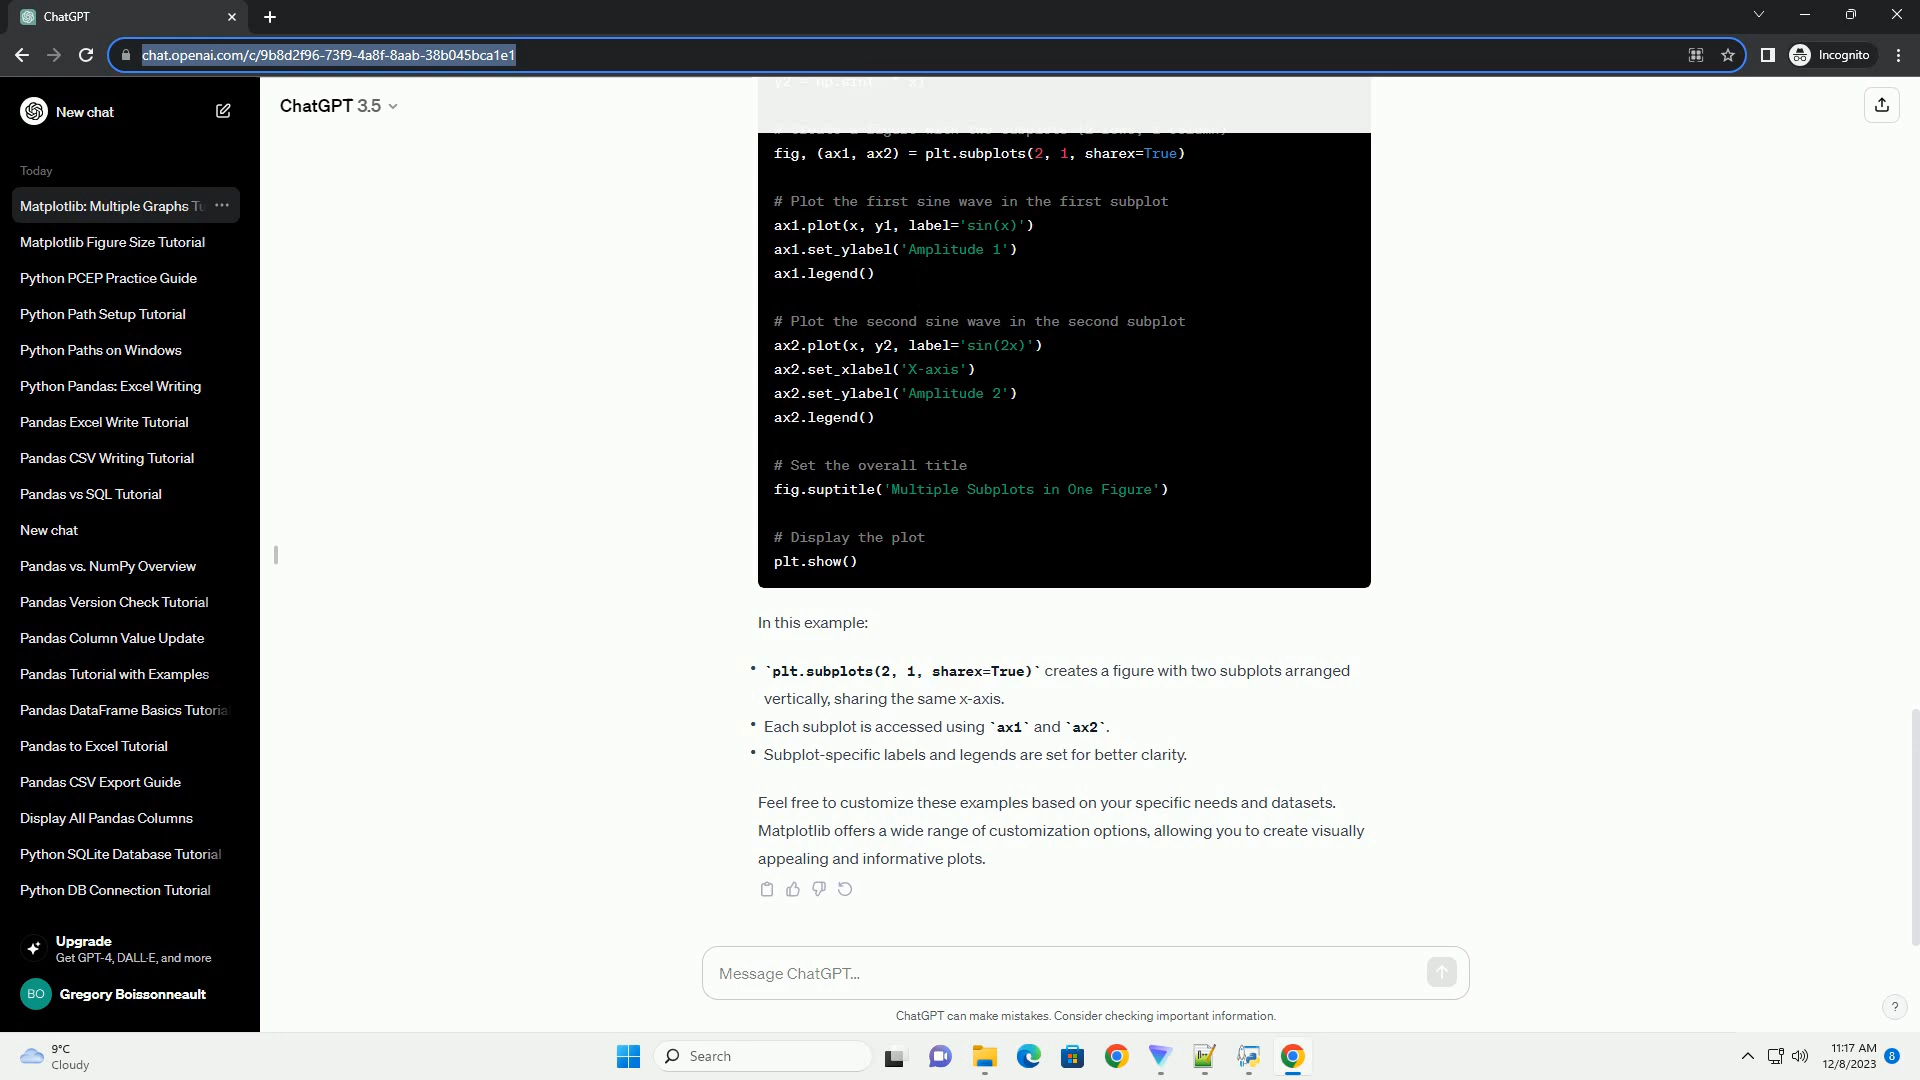 ChatGPT
chat.openai.com/c/9b8d2f96-73f9-4a8f-8aab-38b045bca1e1
Incognito
New chat
Today
Matplotlib: Multiple Graphs Tu
Matplotlib Figure Size Tutorial
Python PCEP Practice Guide
Python Path Setup Tutorial
Python Paths on Windows
Python Pandas: Excel Writing
Pandas Excel Write Tutorial
Pandas CSV Writing Tutorial
Pandas vs SQL Tutorial
New chat
Pandas vs. NumPy Overview
Pandas Version Check Tutorial
Pandas Column Value Update
Pandas Tutorial with Examples
Pandas DataFrame Basics Tutoria
Pandas to Excel Tutorial
Pandas CSV Export Guide
Display All Pandas Columns
Python SQLite Database Tutorial
Python DB Connection Tutorial
Upgrade
Get GPT-4, DALL·E, and more
BO Gregory Boissonneault
ChatGPT 3.5
fig, (ax1, ax2) = plt.subplots(2, 1, sharex=True)
# Plot the first sine wave in the first subplot
ax1.plot(x, y1, label='sin(x)')
ax1.set_ylabel('Amplitude 1')
ax1.legend()
# Plot the second sine wave in the second subplot
ax2.plot(x, y2, label='sin(2x)')
ax2.set_xlabel('X-axis')
ax2.set_ylabel('Amplitude 2')
ax2.legend()
# Set the overall title
fig.suptitle('Multiple Subplots in One Figure')
# Display the plot
plt.show()
In this example:
• `plt.subplots(2, 1, sharex=True)` creates a figure with two subplots arranged
vertically, sharing the same x-axis.
• Each subplot is accessed using `ax1` and `ax2`.
• Subplot-specific labels and legends are set for better clarity.
Feel free to customize these examples based on your specific needs and datasets.
Matplotlib offers a wide range of customization options, allowing you to create visually
appealing and informative plots.
Message ChatGPT...
ChatGPT can make mistakes. Consider checking important information.
?
9°C
Cloudy
Search
11:17 AM
12/8/2023
8